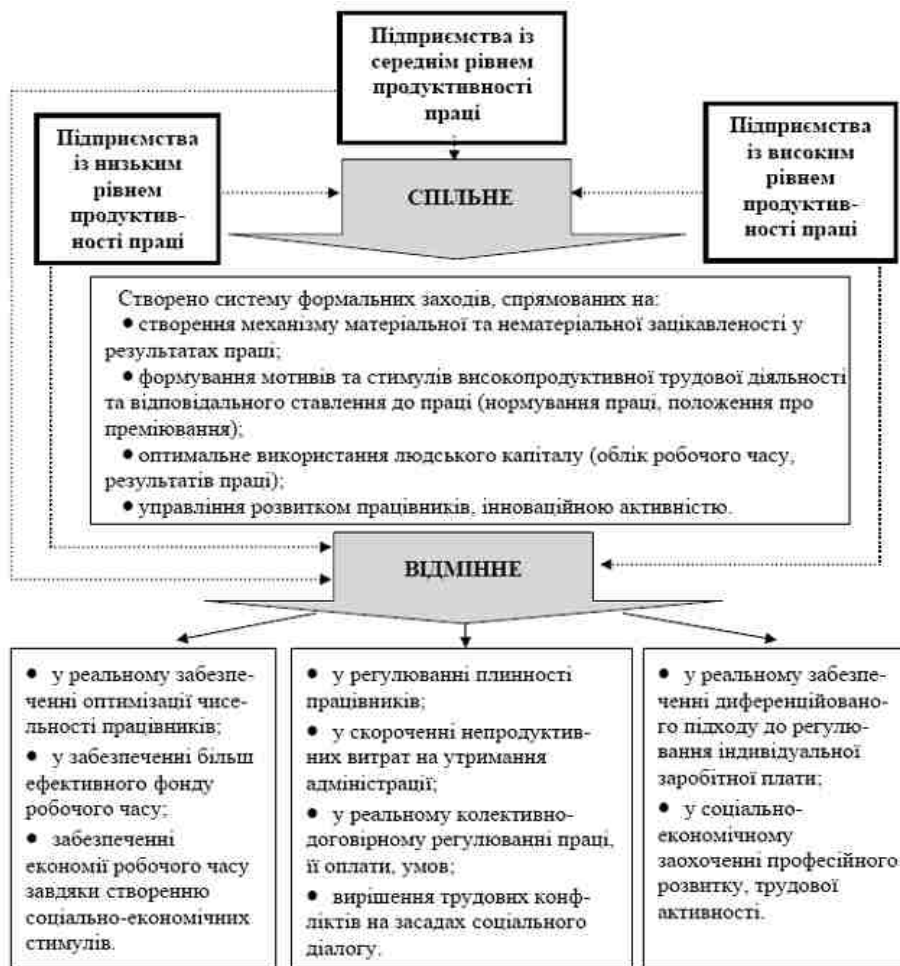 Підприємства із
середнім рівнем
продуктивності
праці
Підприємства
із низьким
рівнем
продуктив-
ності праці
Підприємства
із високим
рівнем
продуктив-
ності праці
СПІЛЬНЕ
Створено систему формальних заходів, спрямованих на:
● створення механізму матеріальної та нематеріальної зацікавленості у
результатах праці;
● формування мотивів та стимулів високопродуктивної трудової діяльності
та відповідального ставлення до праці (нормування праці, положення про
преміювання);
● оптимальне використання людського капіталу (облік робочого часу,
результатів праці);
● управління розвитком працівників, інноваційною активністю.
ВІДМІННЕ
● у реальному забезпе-
ченні оптимізації чисе-
льності працівників;
● у забезпеченні більш
ефективного фонду
робочого часу;
● забезпеченні
економії робочого часу
завдяки створенню
соціально-економічних
стимулів.
● у регулюванні плинності
працівників;
● у скороченні непродуктив-
них витрат на утримання
адміністрації;
● у реальному колективно-
договірному регулюванні праці,
її оплати, умов;
● вирішення трудових конф-
ліктів на засадах соціального
діалогу.
● у реальному забезпе-
ченні диференційовано-
го підходу до регулю-
вання індивідуальної
заробітної плати;
● у соціально-
економічному
заохоченні професійного
розвитку, трудової
активності.